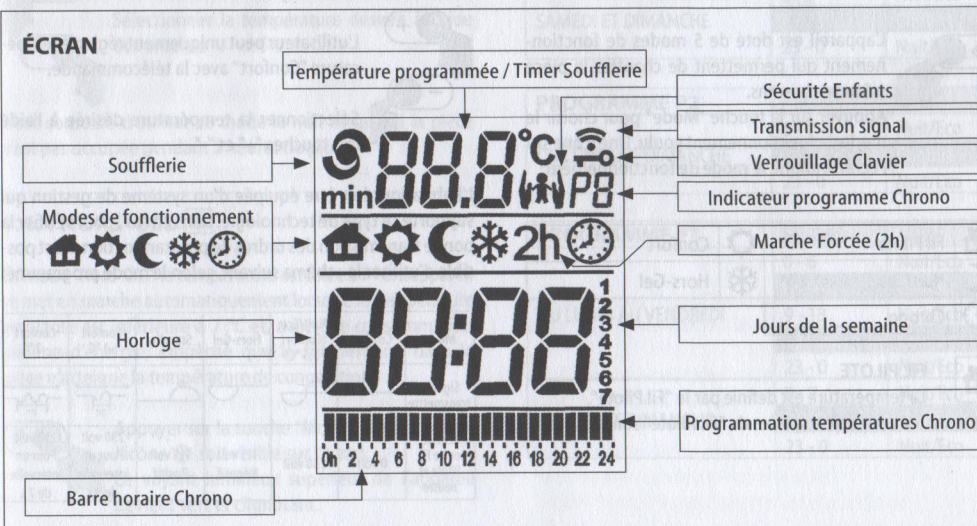 ÉCRAN
Température programmée / Timer Soufflerie
Sécurité Enfants
Transmission signal
Soufflerie
Verrouillage Clavier
min 88.8°C P8
Indicateur programme Chrono
Modes de fonctionnement
Marche Forcée (2h)
2h
88:88
1
2
3
4
5
6
7
Horloge
Jours de la semaine
Programmation températures Chrono
0h 2 4 6 8 10 12 14 16 18 20 22 24
Barre horaire Chrono